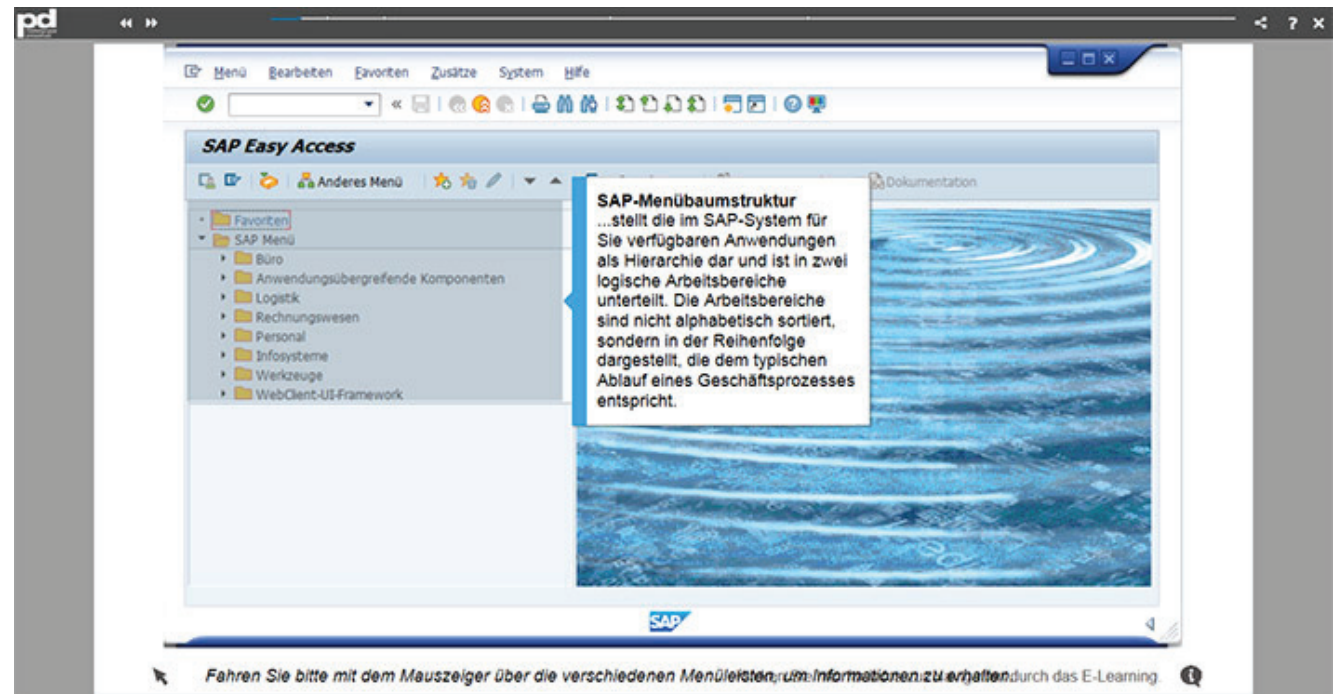 pd
Menü Bearbeiten Favoriten Zusätze System Hilfe
SAP Easy Access
Anderes Menü
Dokumentation
Favoriten
SAP Menü
Büro
Anwendungsübergreifende Komponenten
Logistik
Rechnungswesen
Personal
Infosysteme
Werkzeuge
WebClient-UI-Framework
SAP-Menübaumstruktur
...stellt die im SAP-System für
Sie verfügbaren Anwendungen
als Hierarchie dar und ist in zwei
logische Arbeitsbereiche
unterteilt. Die Arbeitsbereiche
sind nicht alphabetisch sortiert,
sondern in der Reihenfolge
dargestellt, die dem typischen
Ablauf eines Geschäftsprozesses
entspricht.
SAP
Fahren Sie bitte mit dem Mauszeiger über die verschiedenen Menüleisten, um Informationen zu erhalten.
durch das E-Learning.